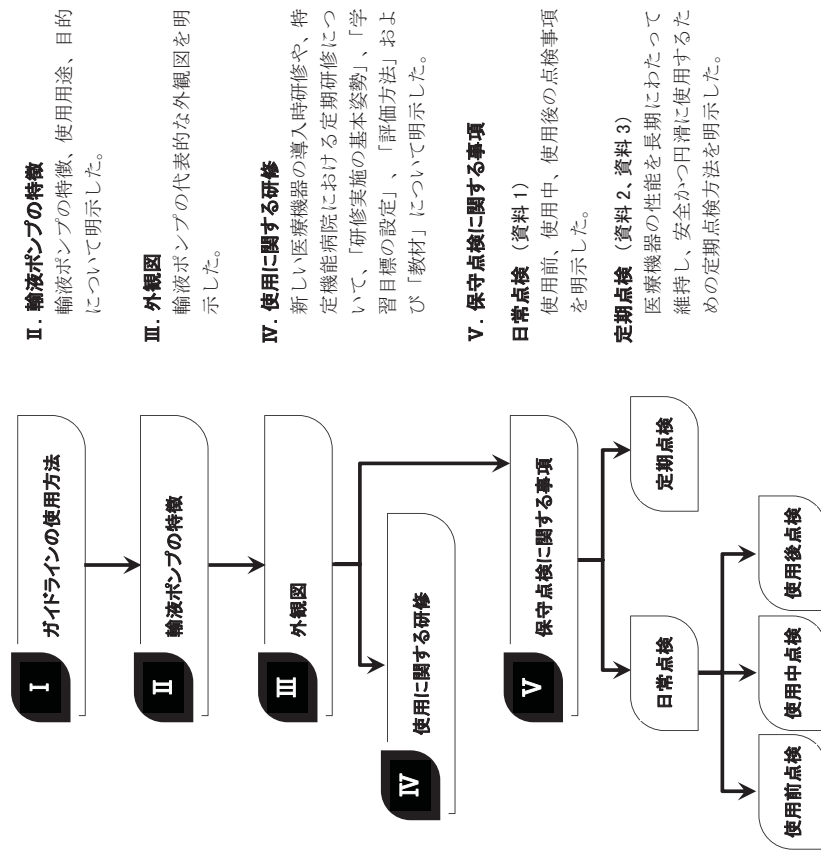 I
ガイドラインの使用方法
II
輸液ポンプの特徴
III
外観図
IV
使用に関する研修
V
保守点検に関する事項
日常点検
定期点検
使用前点検
使用中点検
使用後点検
II. 輸液ポンプの特徴
輸液ポンプの特徴、使用用途、目的
について明示した。
III. 外観図
輸液ポンプの代表的な外観図を明
示した。
IV. 使用に関する研修
新しい医療機器の導入時研修や、特
定機能病院における定期研修につ
いて、「研修実施の基本姿勢」、「学
習目標の設定」、「評価方法」およ
び「教材」について明示した。
V. 保守点検に関する事項
日常点検（資料 1）
使用前、使用中、使用後の点検事項
を明示した。
定期点検（資料 2、資料 3）
医療機器の性能を長期にわたって
維持し、安全かつ円滑に使用するた
めの定期点検方法を明示した。